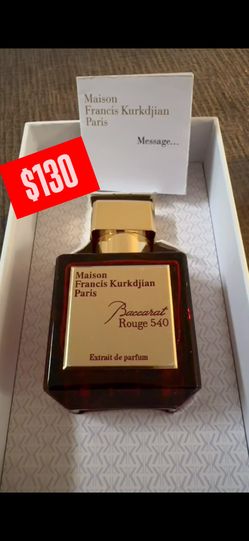 Maison
Francis Kurkdjian
Paris
Message...
$130
Maison
Francis Kurkdjian
Paris
Baccarat
Rouge 540
Extrait de parfum